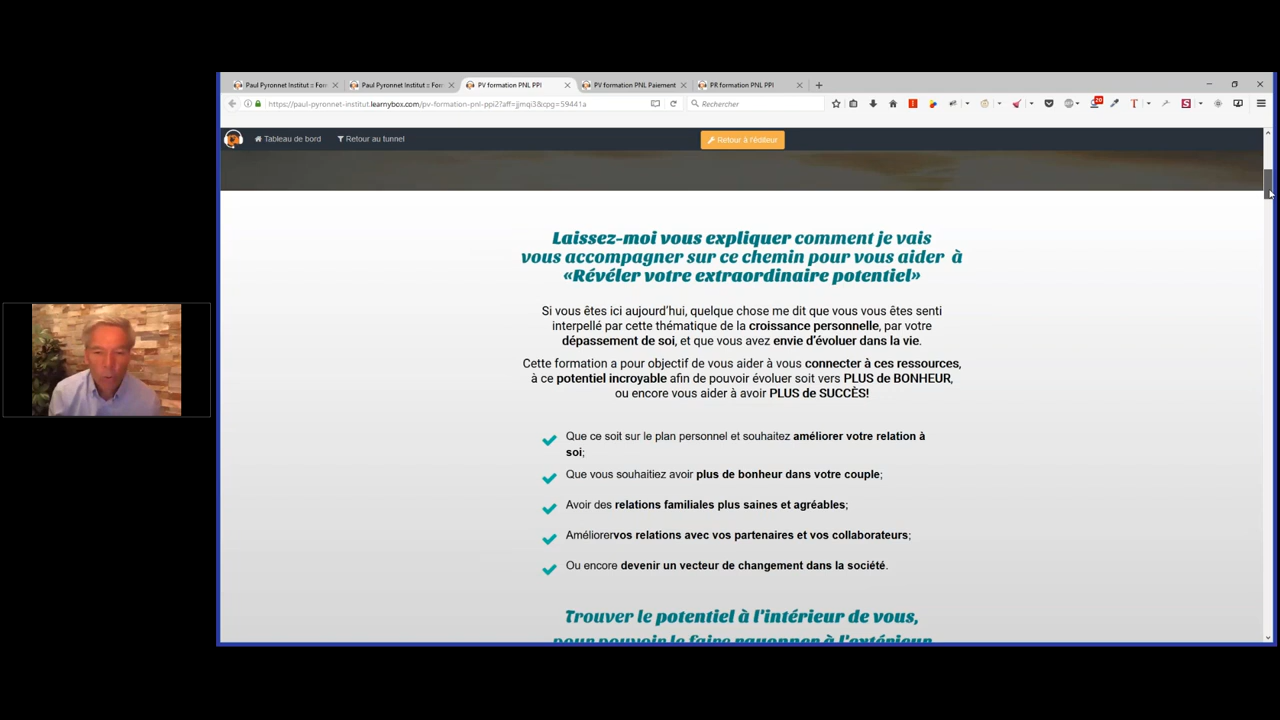 Paul Pyronnet Institut :: For
Paul Pyronnet Institut :: For
PV formation PNL PPI
PV formation PNL Paiement
PR formation PNL PPI
https://paul-pyronnet-institut.learnybox.com/pv-formation-pnl-ppi2?aff=jjmqi3&cpg=59441a
Rechercher
20
Tableau de bord
Retour au tunnel
Retour à l'éditeur
Laissez-moi vous expliquer comment je vais
vous accompagner sur ce chemin pour vous aider à
«Révéler votre extraordinaire potentiel»
Si vous êtes ici aujourd'hui, quelque chose me dit que vous vous êtes senti
interpellé par cette thématique de la croissance personnelle, par votre
dépassement de soi, et que vous avez envie d'évoluer dans la vie.
Cette formation a pour objectif de vous aider à vous connecter à ces ressources,
à ce potentiel incroyable afin de pouvoir évoluer soit vers PLUS de BONHEUR,
ou encore vous aider à avoir PLUS de SUCCÈS!
Que ce soit sur le plan personnel et souhaitez améliorer votre relation à
soi;
Que vous souhaitiez avoir plus de bonheur dans votre couple;
Avoir des relations familiales plus saines et agréables;
Améliorervos relations avec vos partenaires et vos collaborateurs;
Ou encore devenir un vecteur de changement dans la société.
Trouver le potentiel à l'intérieur de vous,
pour pouvoir le faire rayonner à l'extérieur